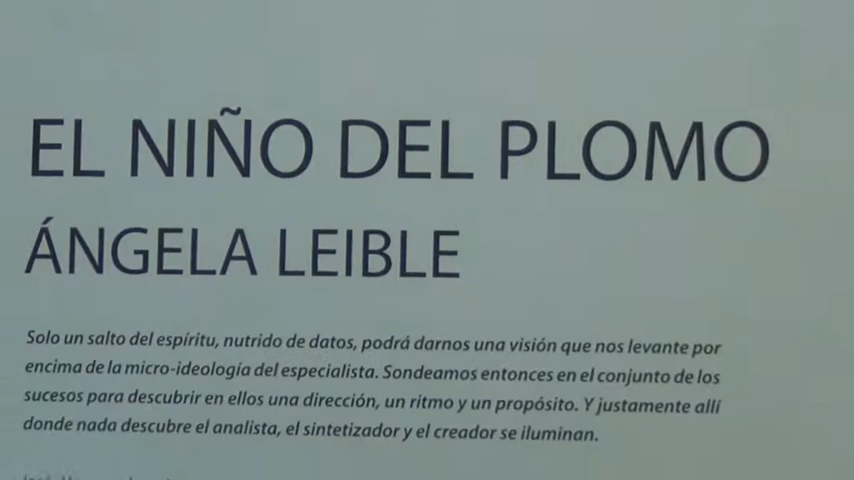 EL NIÑO DEL PLOMO
ÁNGELA LEIBLE
Solo un salto del espíritu, nutrido de datos, podrá darnos una visión que nos levante por
encima de la micro-ideología del especialista. Sondeamos entonces en el conjunto de los
sucesos para descubrir en ellos una dirección, un ritmo y un propósito. Y justamente allí
donde nada descubre el analista, el sintetizador y el creador se iluminan.